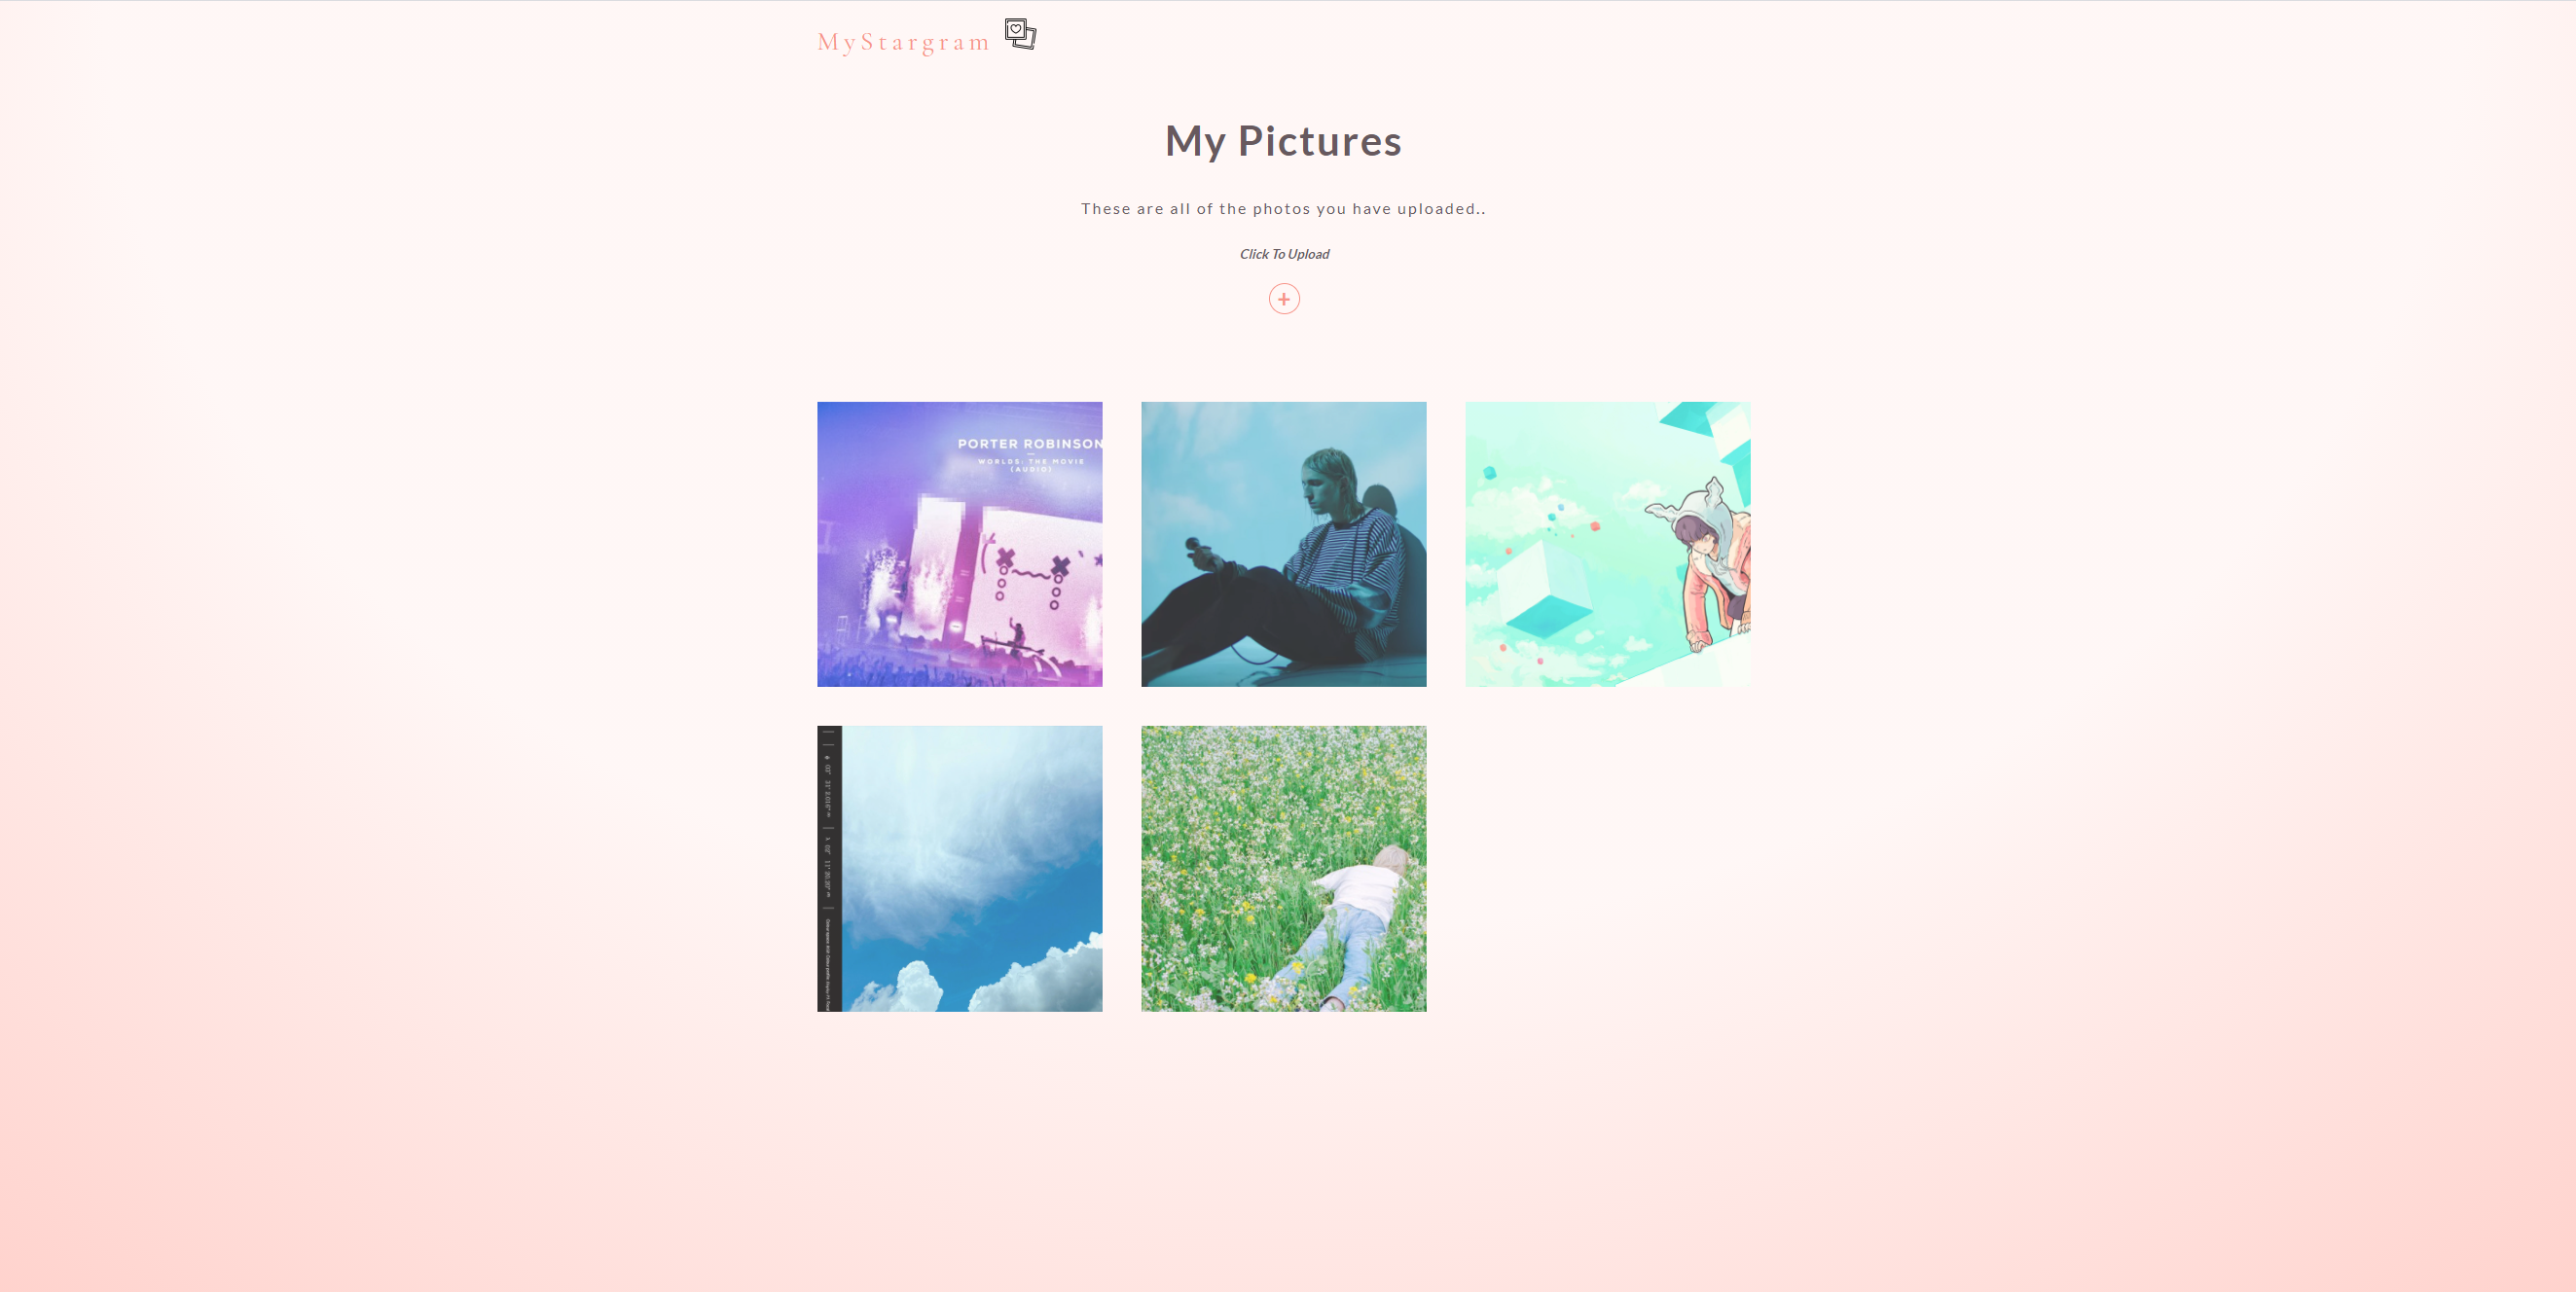 MyStargram
My Pictures
These are all of the photos you have uploaded..
Click To Upload
+
PORTER ROBINSON
WORLDS: THE MOVIE
(AUDIO)